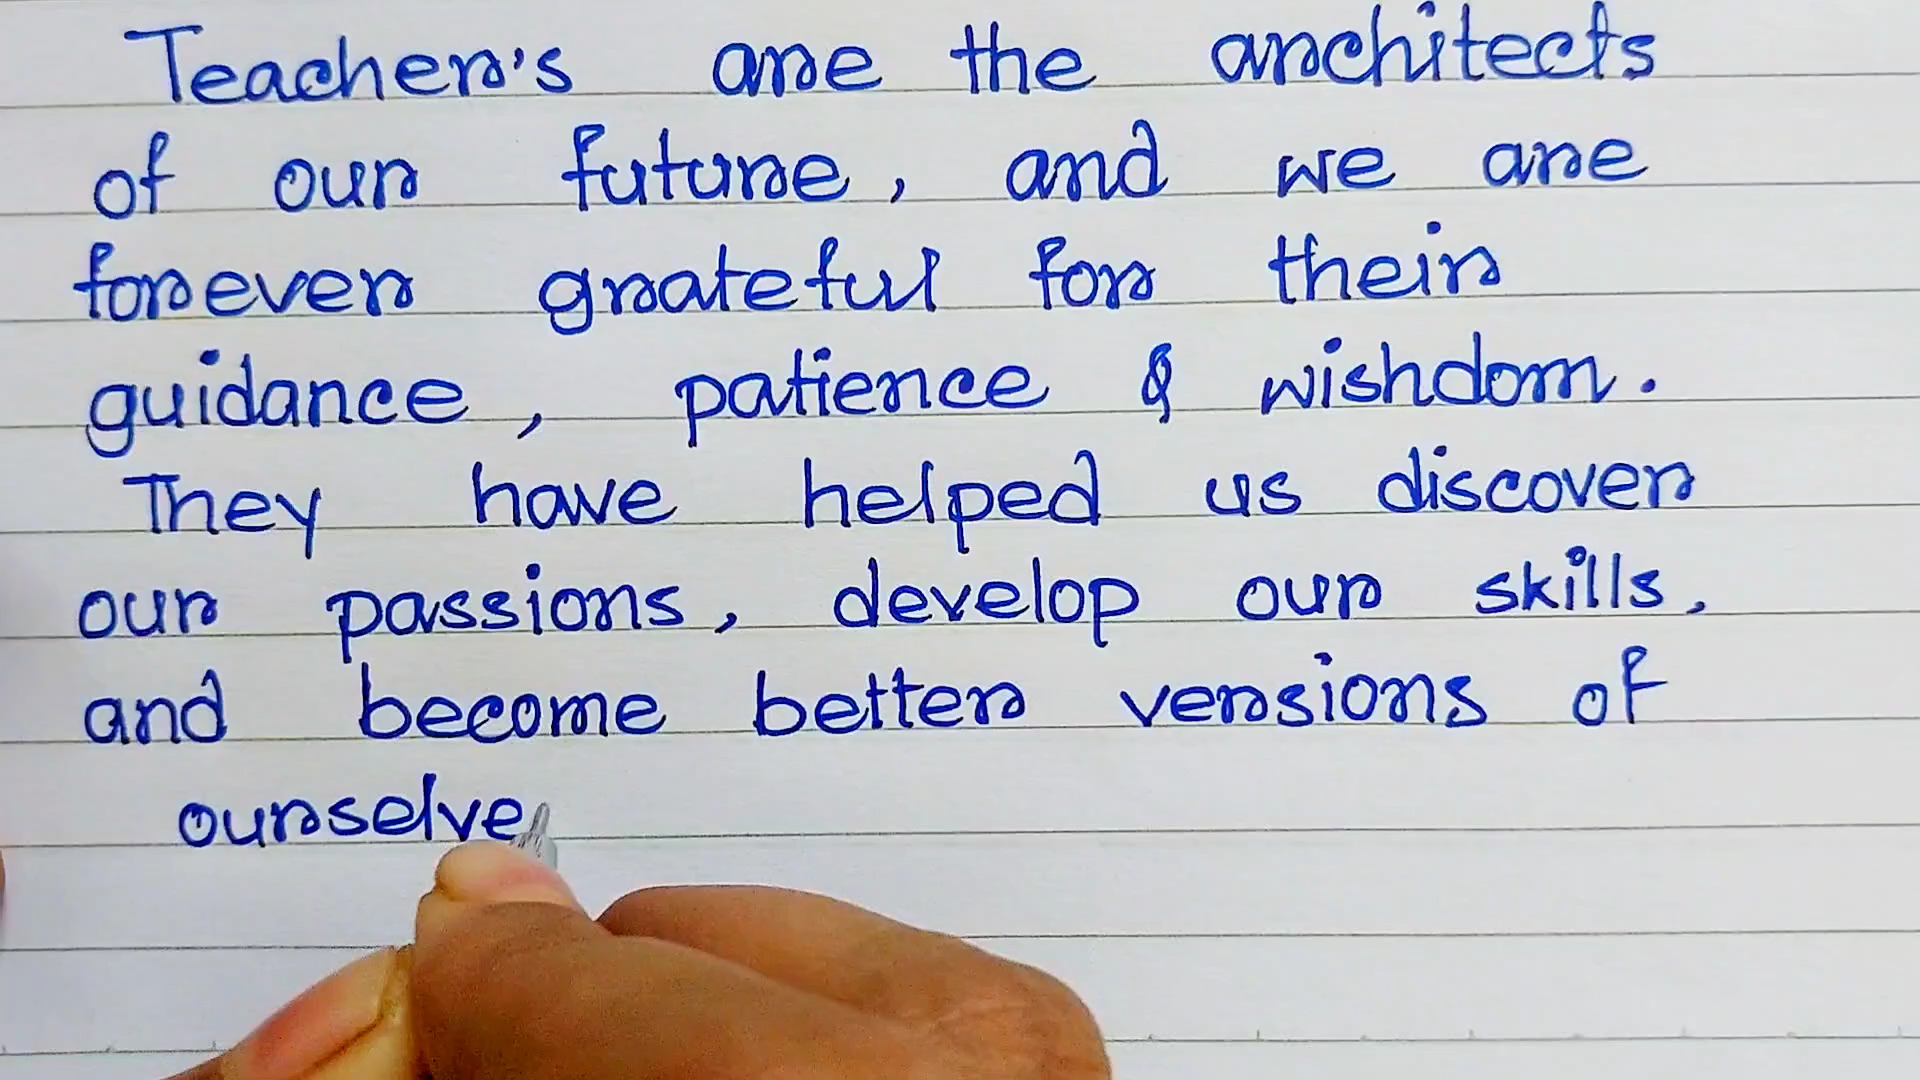 Teacher's are the architects
of our future, and we are
forever grateful for their
guidance, patience & wishdom.
They have helped us discover
our passions, develop our skills,
and become better versions of
ourselve